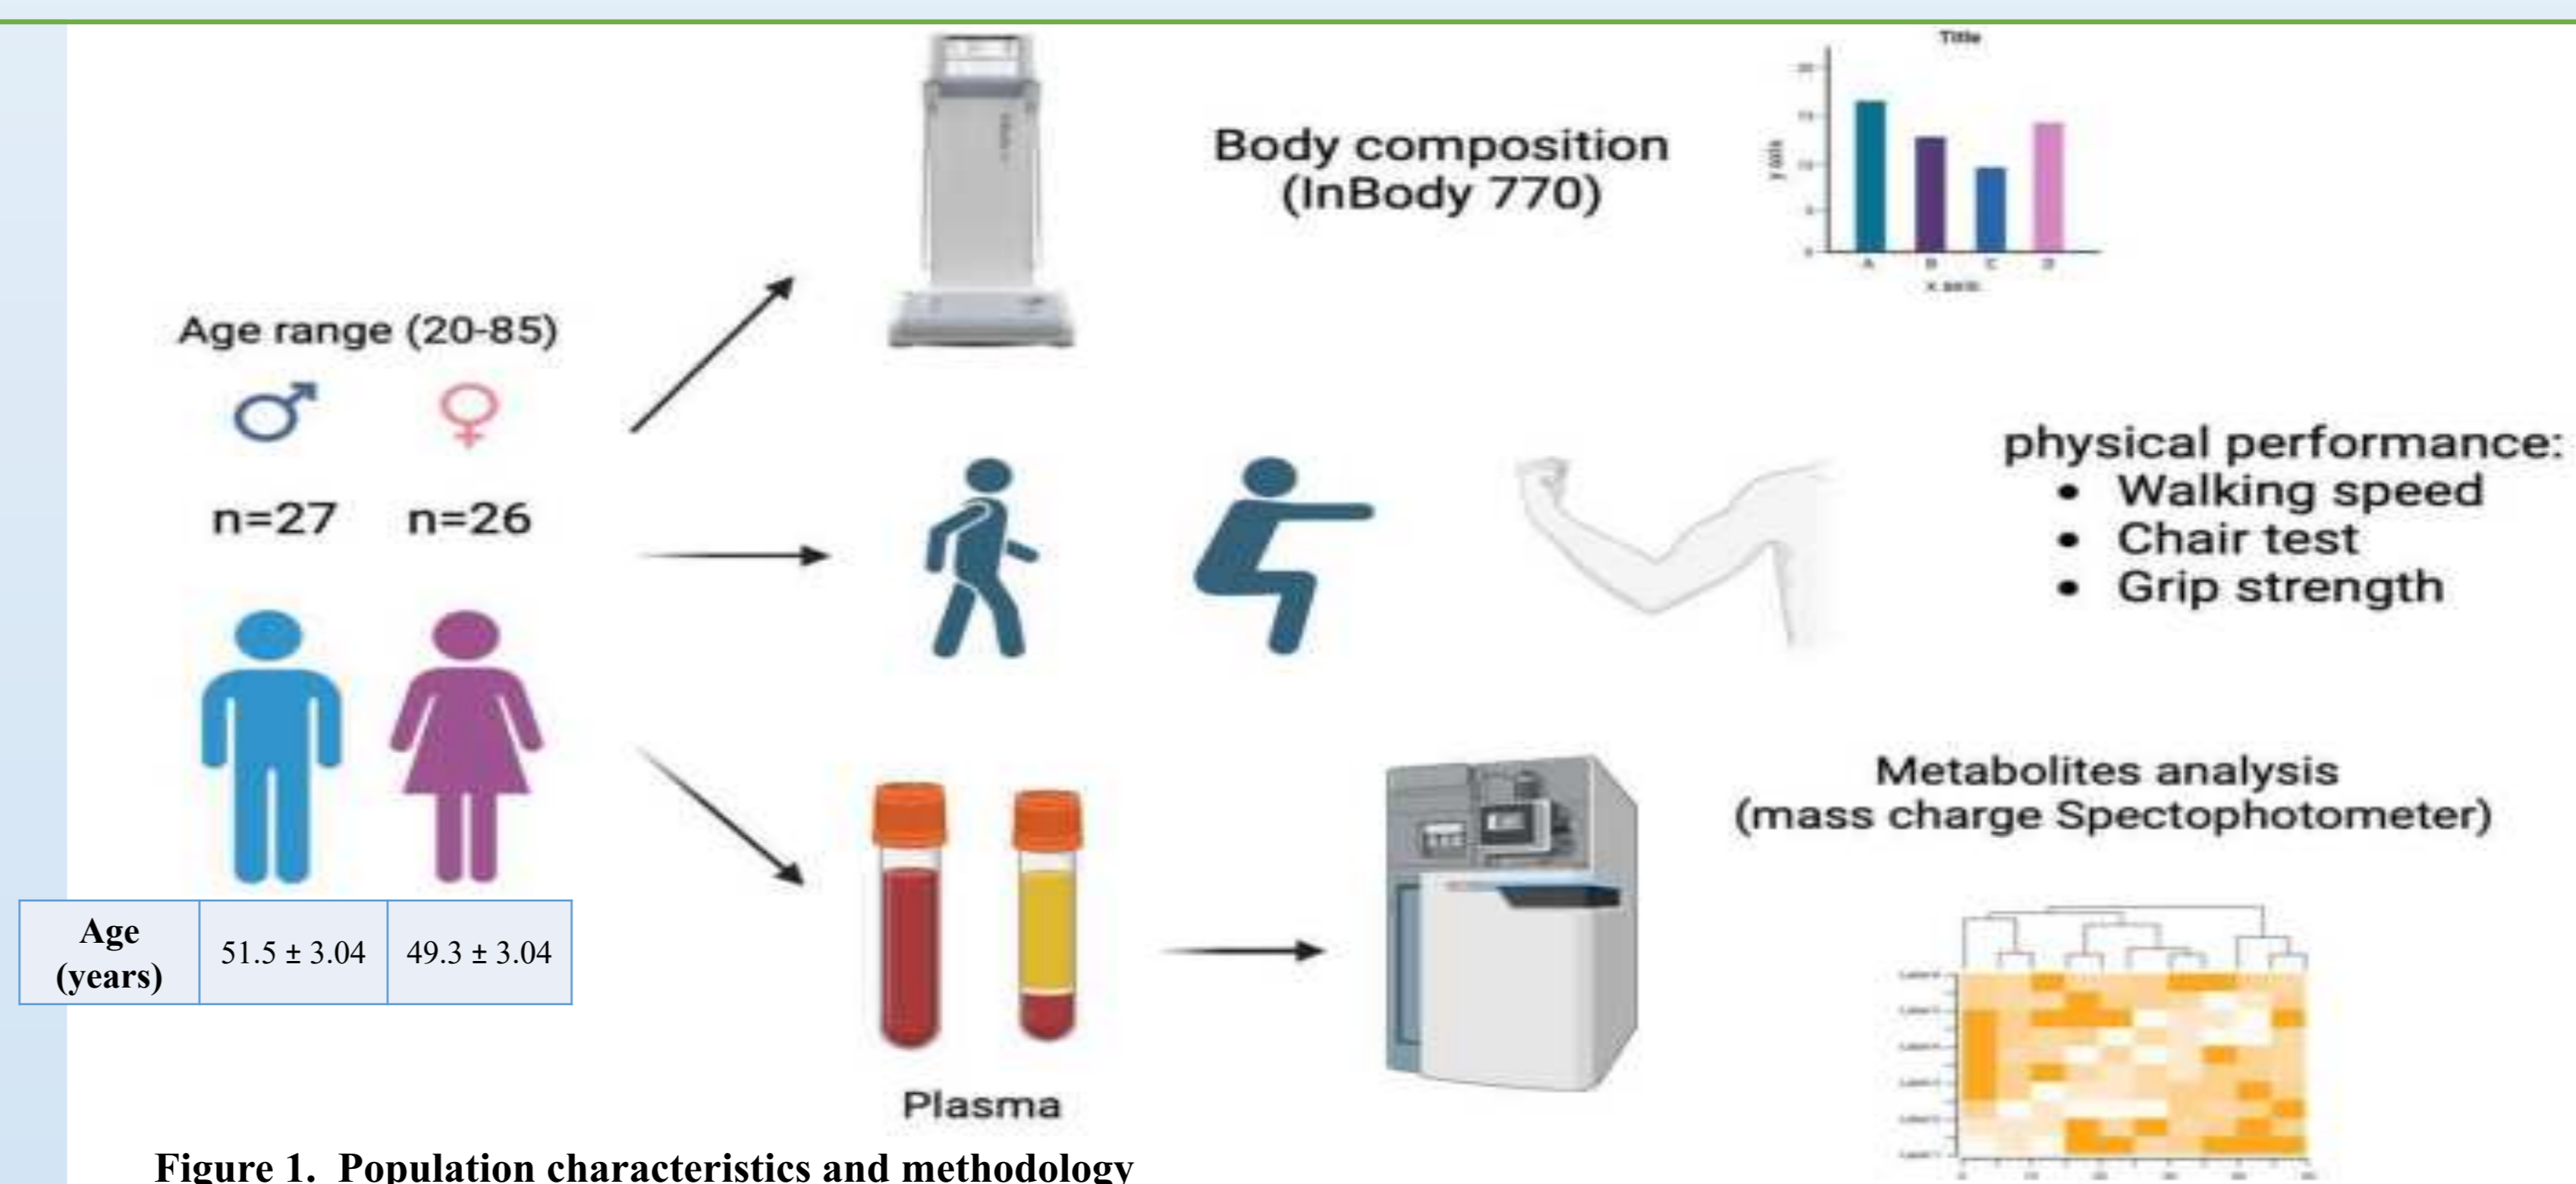 Title
y axis
A B C D
x axis
Body composition
(InBody 770)
Age range (20-85)
n=27 n=26
physical performance:
• Walking speed
• Chair test
• Grip strength
Metabolites analysis
(mass charge Spectophotometer)
Age
(years)
51.5 ± 3.04
49.3 ± 3.04
Plasma
Figure 1. Population characteristics and methodology